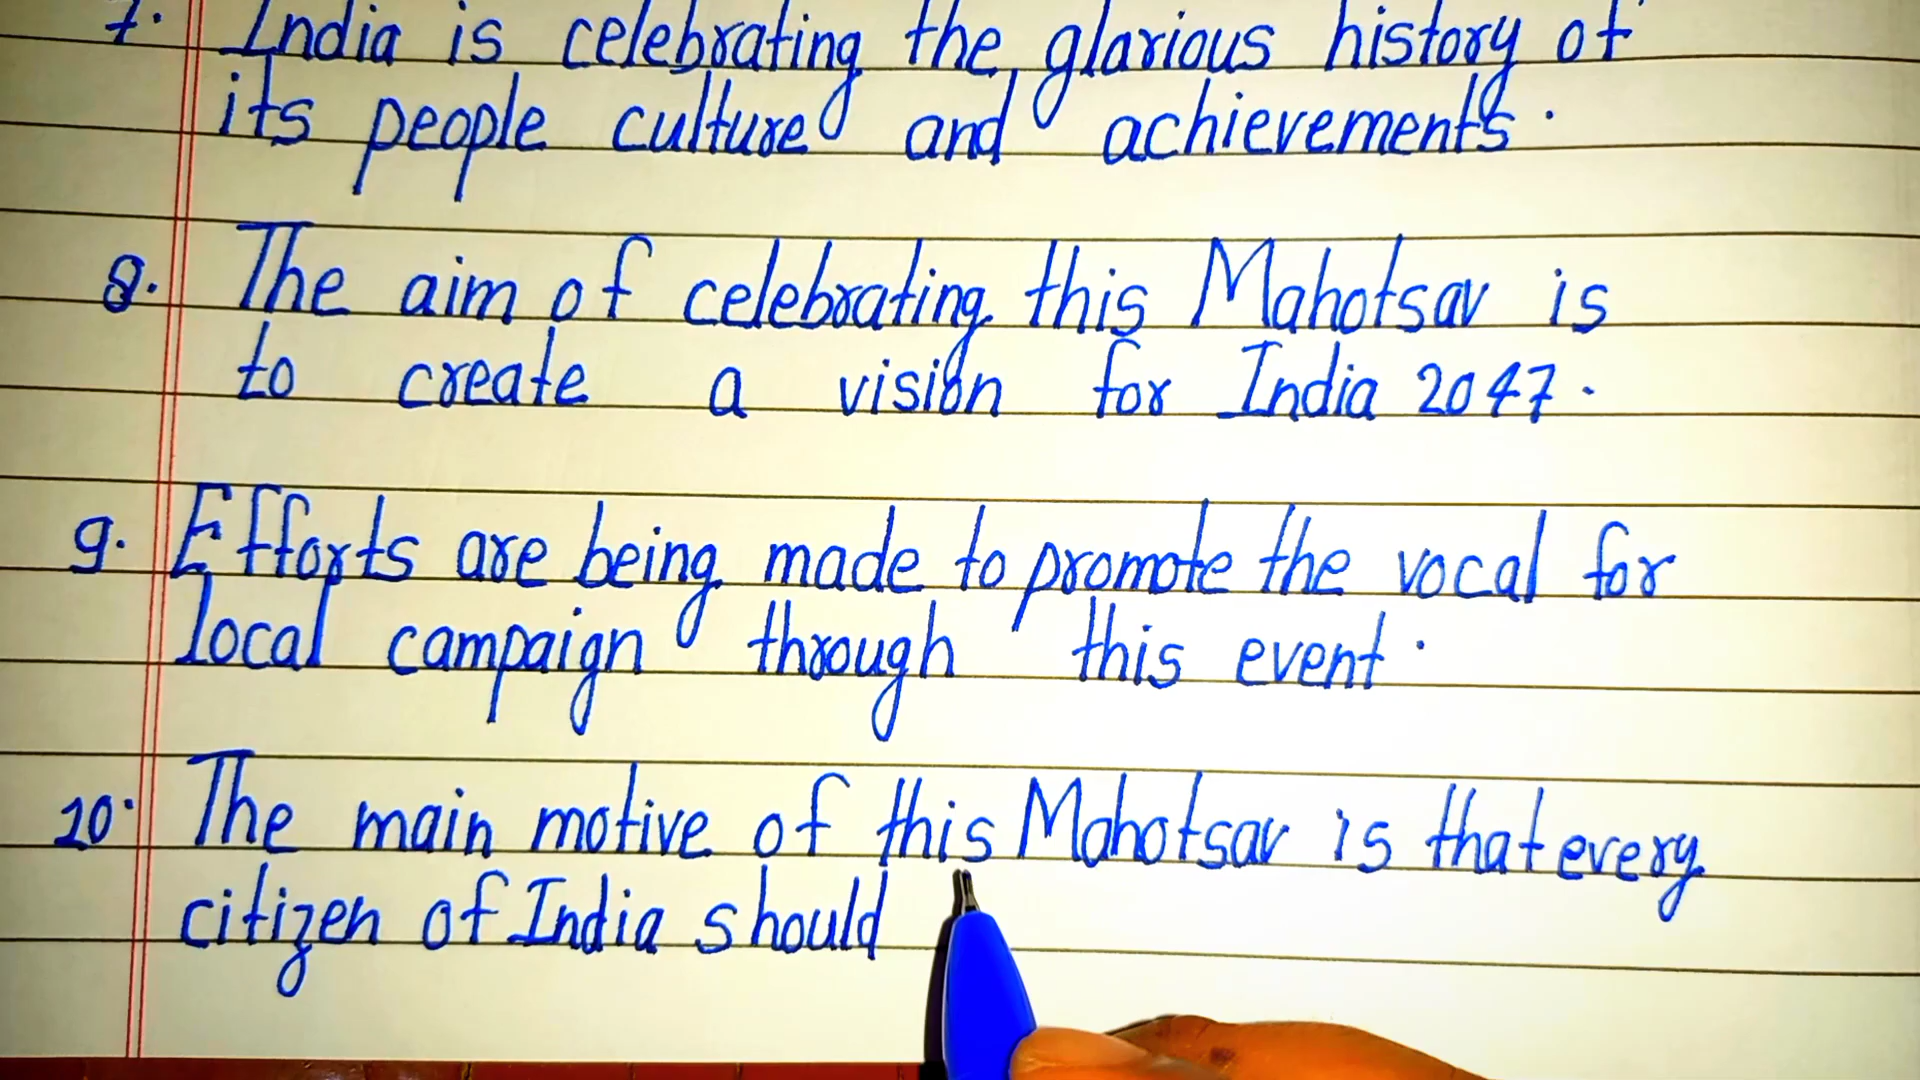 7. India is celebrating the glorious history of
its people culture and achievements.
8. The aim of celebrating this Mahotsav is
to create a vision for India 2047.
9. Efforts are being made to promote the vocal for
local campaign through this event.
10. The main motive of this Mahotsav is that every
citizen of India should